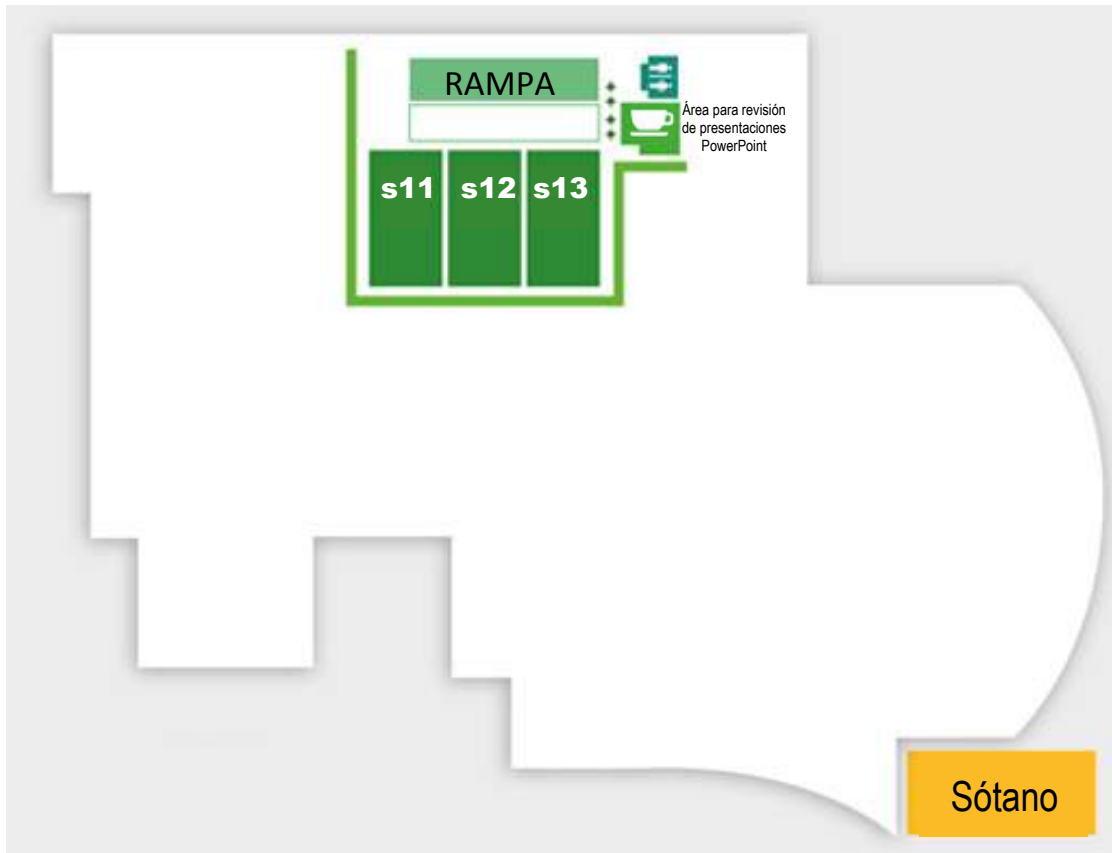 RAMPA
Área para revisión
de presentaciones
PowerPoint
s11 s12 s13
Sótano